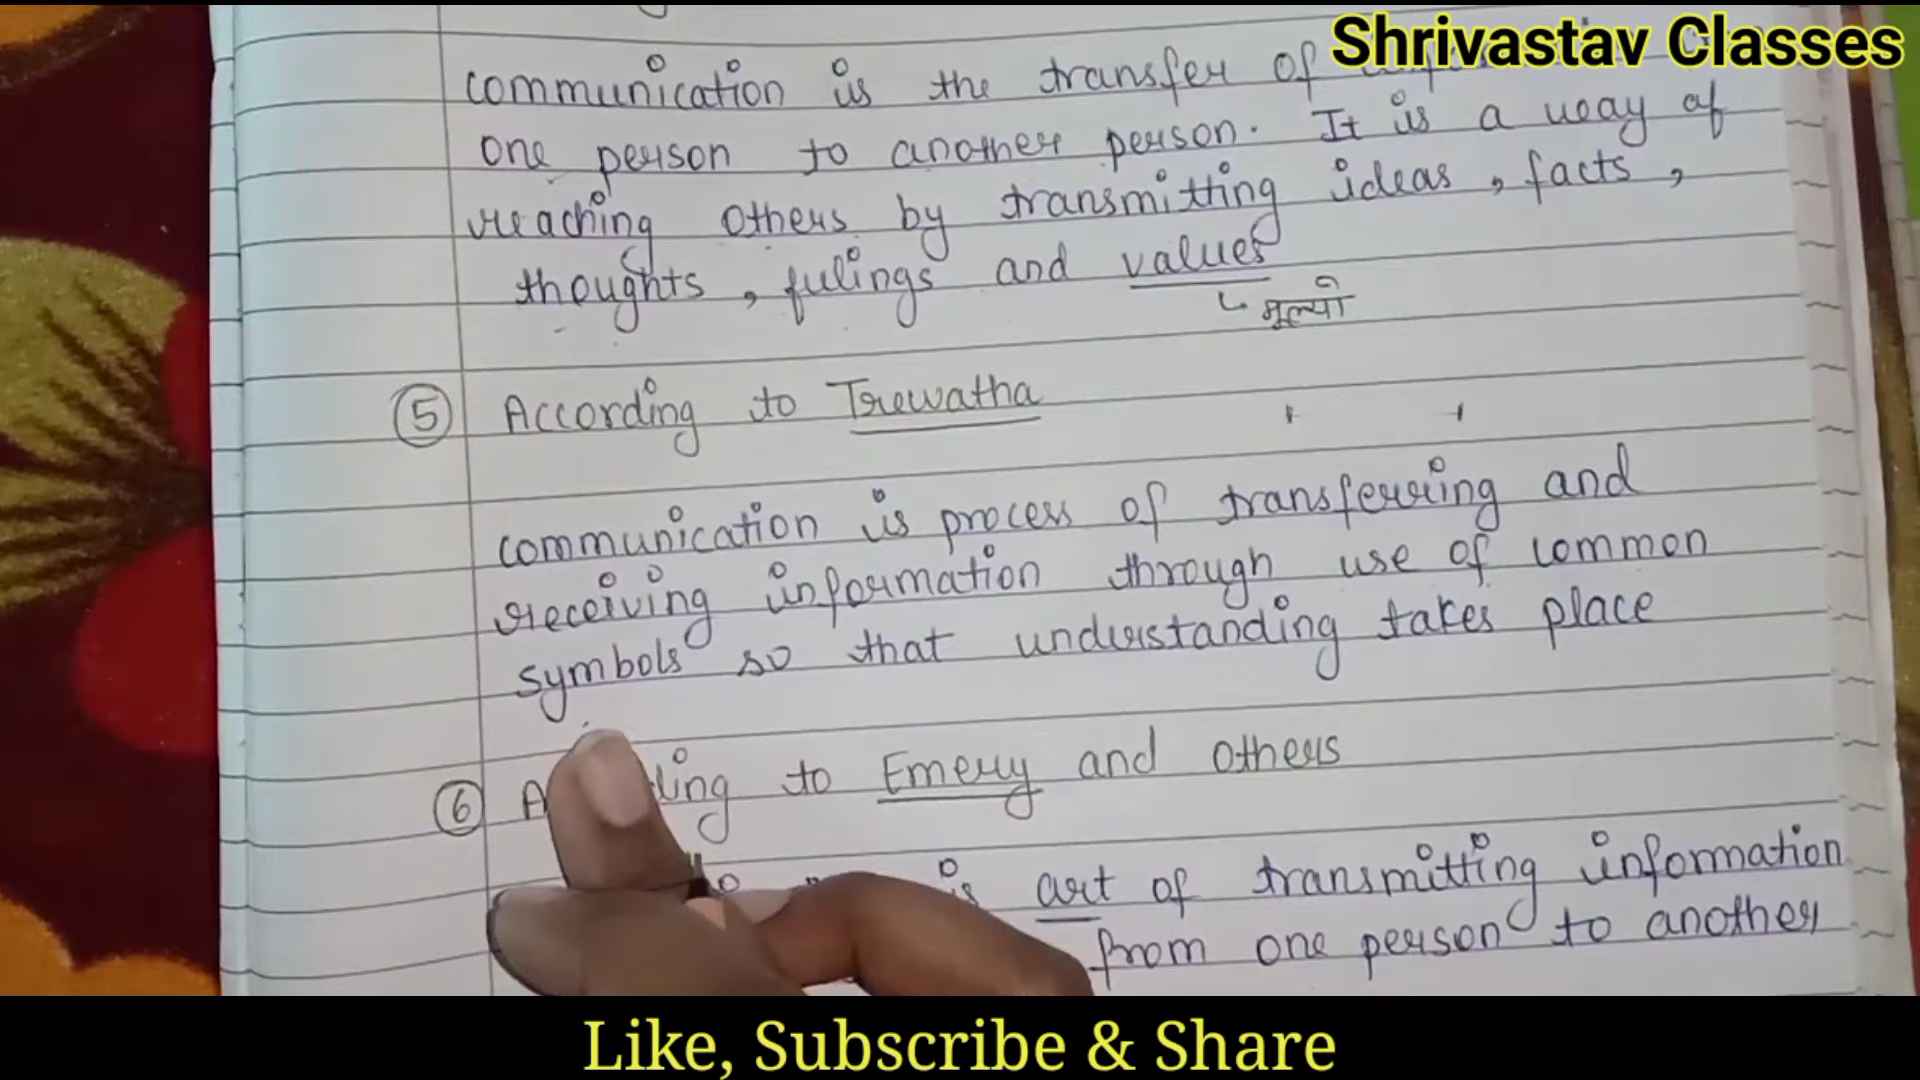 Shrivastav Classes
communication is the transfer of
one person to another person. It is a way of
reaching others by transmitting ideas, facts,
thoughts, fulings and values
↳ मूल्यो
5 According to Trewatha
communication is process of transferring and
receiving information through use of common
symbols so that understanding takes place
6 to Emery and others
is art of transmitting information
from one person to another
Like, Subscribe & Share